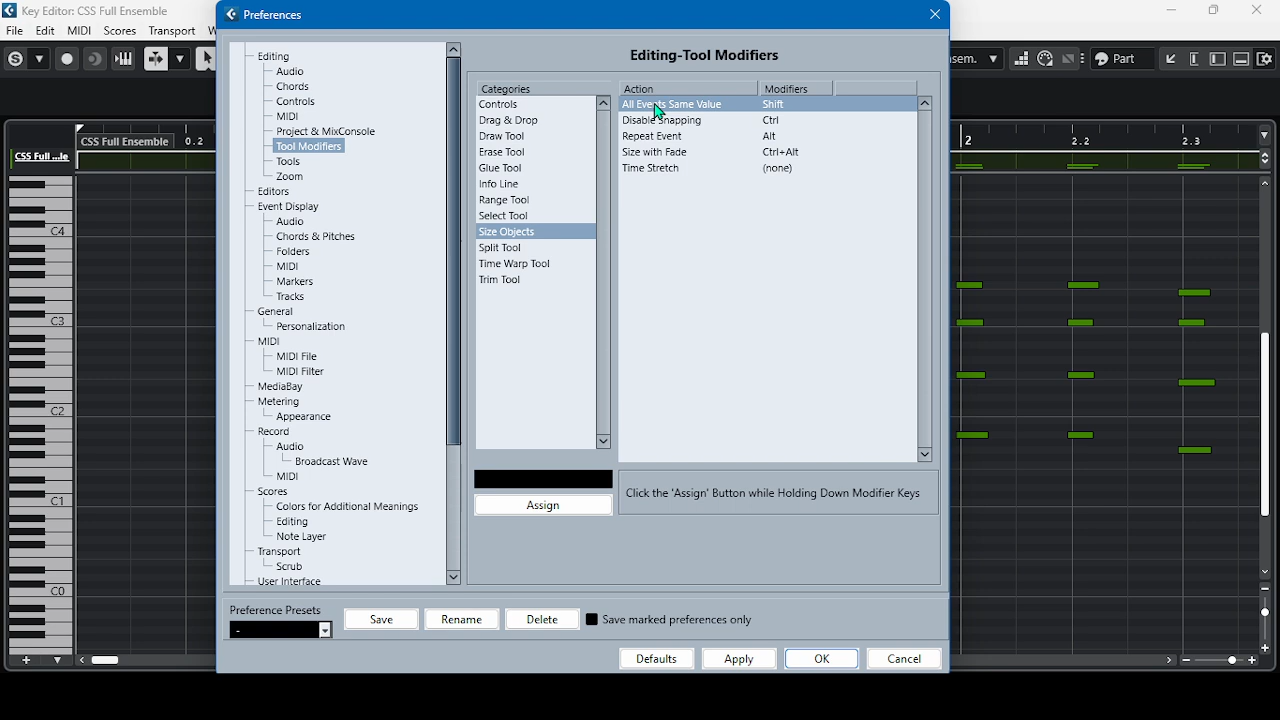 Key Editor: CSS Full Ensemble
File Edit MIDI Scores Transport
Preferences
Editing
Audio
Chords
Controls
MIDI
Project & MixConsole
Tool Modifiers
Tools
Zoom
Editors
Event Display
Audio
Chords & Pitches
Folders
MIDI
Markers
Tracks
General
Personalization
MIDI
MIDI File
MIDI Filter
MediaBay
Metering
Appearance
Record
Audio
Broadcast Wave
MIDI
Scores
Colors for Additional Meanings
Editing
Note Layer
Transport
Scrub
User Interface
Editing-Tool Modifiers
Categories
Controls
Drag & Drop
Draw Tool
Erase Tool
Glue Tool
Info Line
Range Tool
Select Tool
Size Objects
Split Tool
Time Warp Tool
Trim Tool
Action Modifiers
All Events Same Value Shift
Disable Snapping Ctrl
Repeat Event Alt
Size with Fade Ctrl+Alt
Time Stretch (none)
Assign
Click the 'Assign' Button while Holding Down Modifier Keys
Preference Presets
-
Save Rename Delete Save marked preferences only
Defaults Apply OK Cancel
CSS Full Ensemble 0.2
CSS Full ...le
C4
C3
C2
C1
C0
Part
2 2.2 2.3